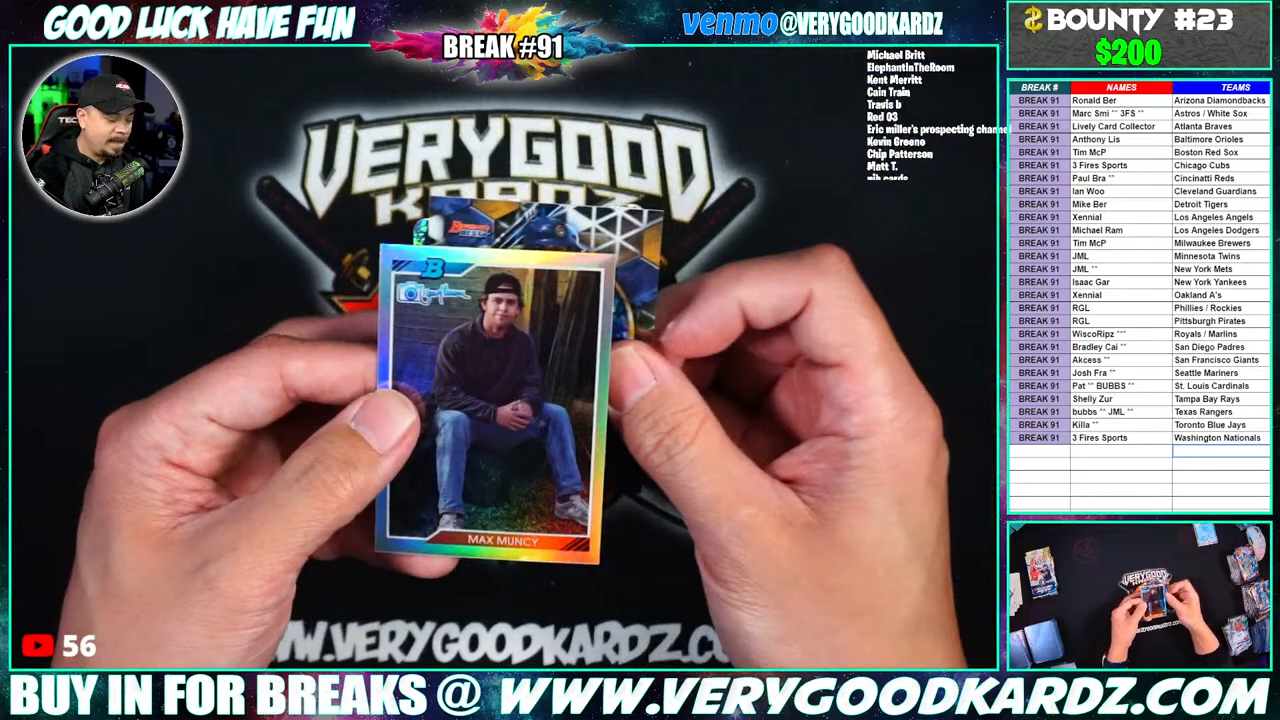 GOOD LUCK HAVE FUN
BREAK #91
venmo @VERYGOODKARDZ
$ BOUNTY #23
$200
Michael Britt
ElephantInTheRoom
Kent Merritt
Cain Train
Travis b
Red 03
Eric miller's prospecting channe
Kevin Greene
Chip Patterson
Matt T.
BREAK # NAMES TEAMS
BREAK 91 Ronald Ber Arizona Diamondbacks
BREAK 91 Marc Smi ** 3FS ** Astros / White Sox
BREAK 91 Lively Card Collector Atlanta Braves
BREAK 91 Anthony Lis Baltimore Orioles
BREAK 91 Tim McP Boston Red Sox
BREAK 91 3 Fires Sports Chicago Cubs
BREAK 91 Paul Bra ** Cincinatti Reds
BREAK 91 Ian Woo Cleveland Guardians
BREAK 91 Mike Ber Detroit Tigers
BREAK 91 Xennial Los Angeles Angels
BREAK 91 Michael Ram Los Angeles Dodgers
BREAK 91 Tim McP Milwaukee Brewers
BREAK 91 JML Minnesota Twins
BREAK 91 JML ** New York Mets
BREAK 91 Isaac Gar New York Yankees
BREAK 91 Xennial Oakland A's
BREAK 91 RGL Phillies / Rockies
BREAK 91 RGL Pittsburgh Pirates
BREAK 91 WiscoRipz *** Royals / Marlins
BREAK 91 Bradley Cai ** San Diego Padres
BREAK 91 Akcess ** San Francisco Giants
BREAK 91 Josh Fra ** Seattle Mariners
BREAK 91 Pat ** BUBBS ** St. Louis Cardinals
BREAK 91 Shelly Zur Tampa Bay Rays
BREAK 91 bubbs ** JML ** Texas Rangers
BREAK 91 Killa ** Toronto Blue Jays
BREAK 91 3 Fires Sports Washington Nationals
TEC
VERYGOOD
KARDZ
B
MAX MUNCY
56
WWW.VERYGOODKARDZ.CO
VERYGOOD
BUY IN FOR BREAKS @ WWW.VERYGOODKARDZ.COM